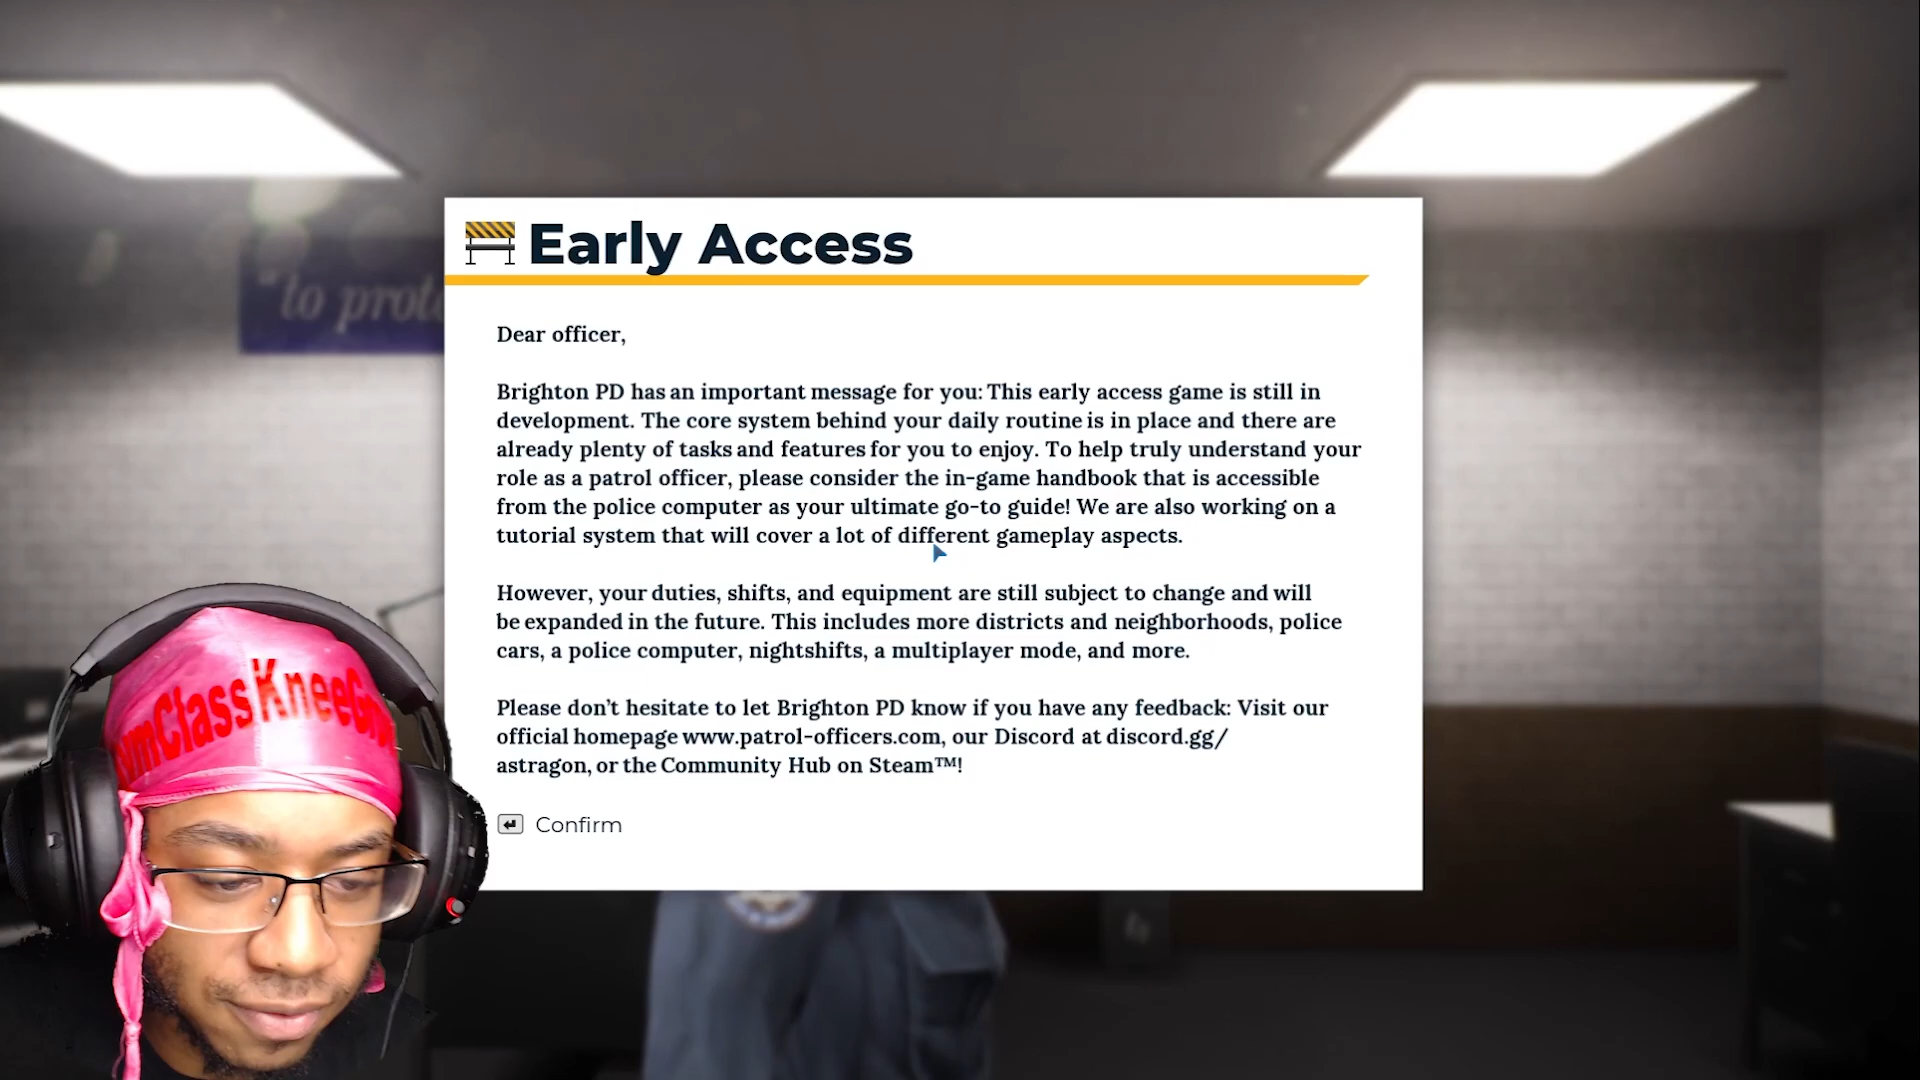 Early Access
"to prot
Dear officer,
Brighton PD has an important message for you: This early access game is still in
development. The core system behind your daily routine is in place and there are
already plenty of tasks and features for you to enjoy. To help truly understand your
role as a patrol officer, please consider the in-game handbook that is accessible
from the police computer as your ultimate go-to guide! We are also working on a
tutorial system that will cover a lot of different gameplay aspects.
However, your duties, shifts, and equipment are still subject to change and will
be expanded in the future. This includes more districts and neighborhoods, police
cars, a police computer, nightshifts, a multiplayer mode, and more.
Please don't hesitate to let Brighton PD know if you have any feedback: Visit our
official homepage www.patrol-officers.com, our Discord at discord.gg/
astragon, or the Community Hub on Steam™!
mClassKneeGr
Confirm